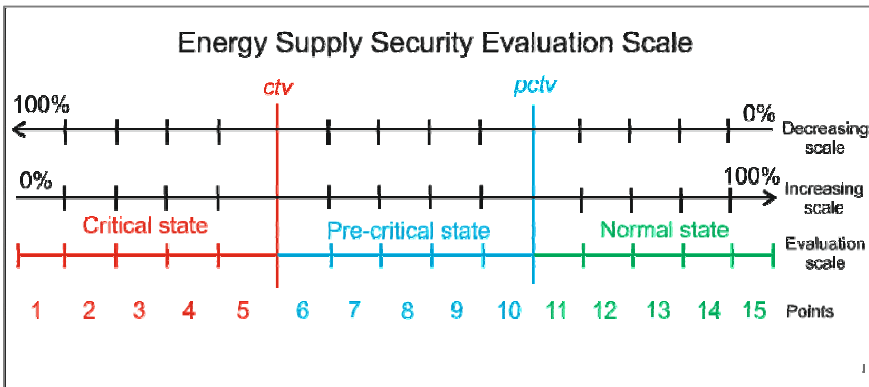 Energy Supply Security Evaluation Scale
ctv
pctv
100%
0%
Decreasing
scale
0%
100%
Increasing
scale
Critical state
Pre-critical state
Normal state
Evaluation
scale
1 2 3 4 5 6 7 8 9 10 11 12 13 14 15 Points